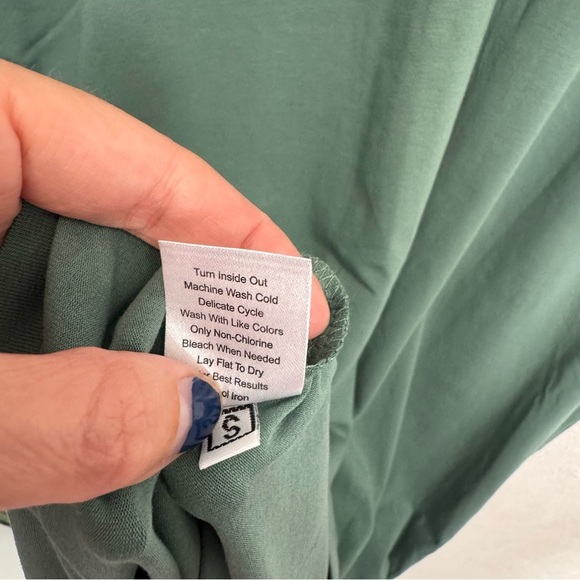 Turn Inside Out
Machine Wash Cold
Delicate Cycle
Wash With Like Colors
Only Non-Chlorine
Bleach When Needed
Lay Flat To Dry
Best Results
Iron
S